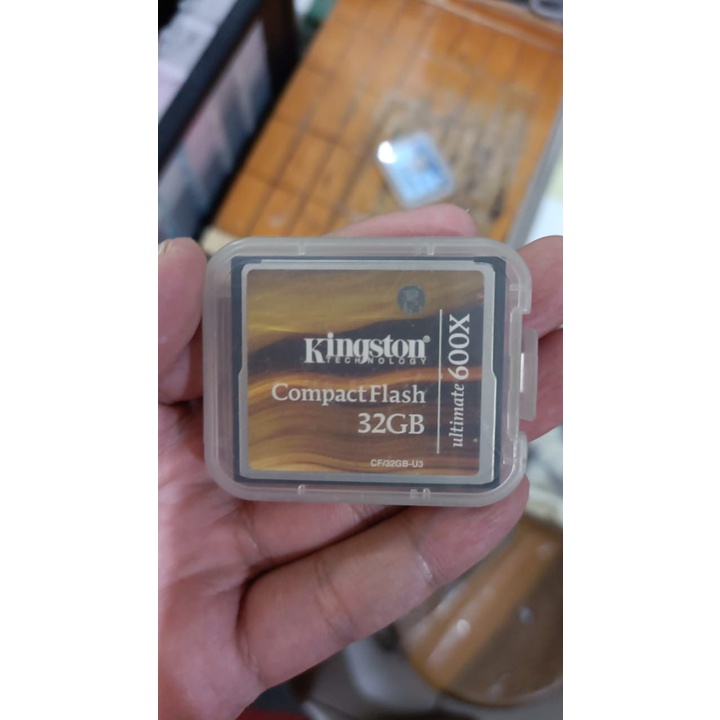 Kingston®
TECHNOLOGY
CompactFlash
32GB
CF/32GB-U3
ultimate 600X